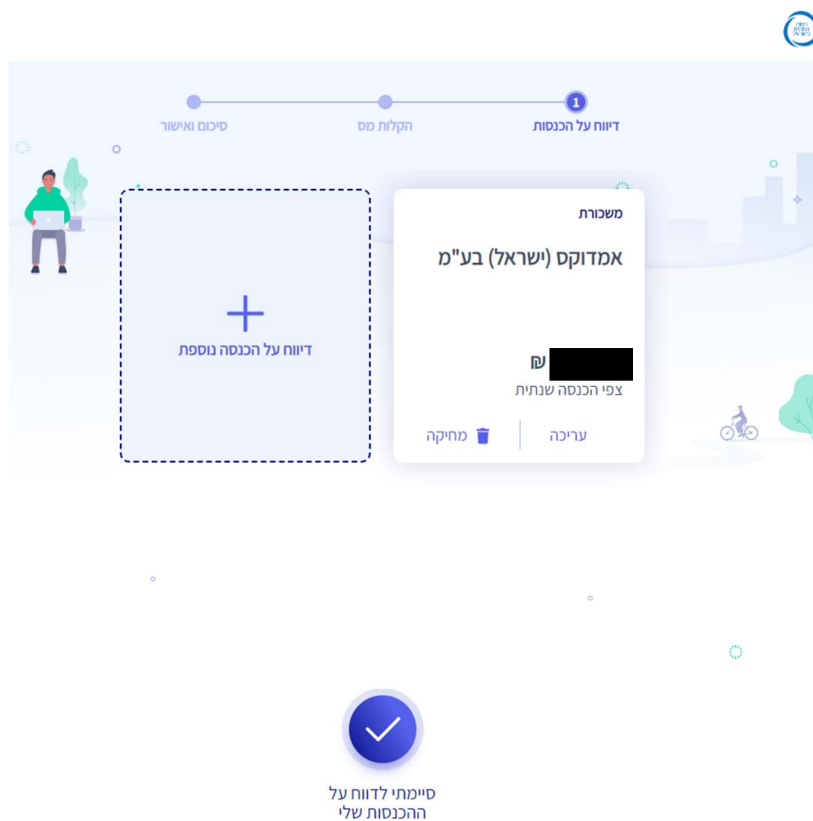 1
דיווח על הכנסות
הקלות מס
סיכום ואישור
משכורת
אמדוקס (ישראל) בע"מ
₪
צפי הכנסה שנתית
עריכה
מחיקה
דיווח על הכנסה נוספת
סיימתי לדווח על
ההכנסות שלי